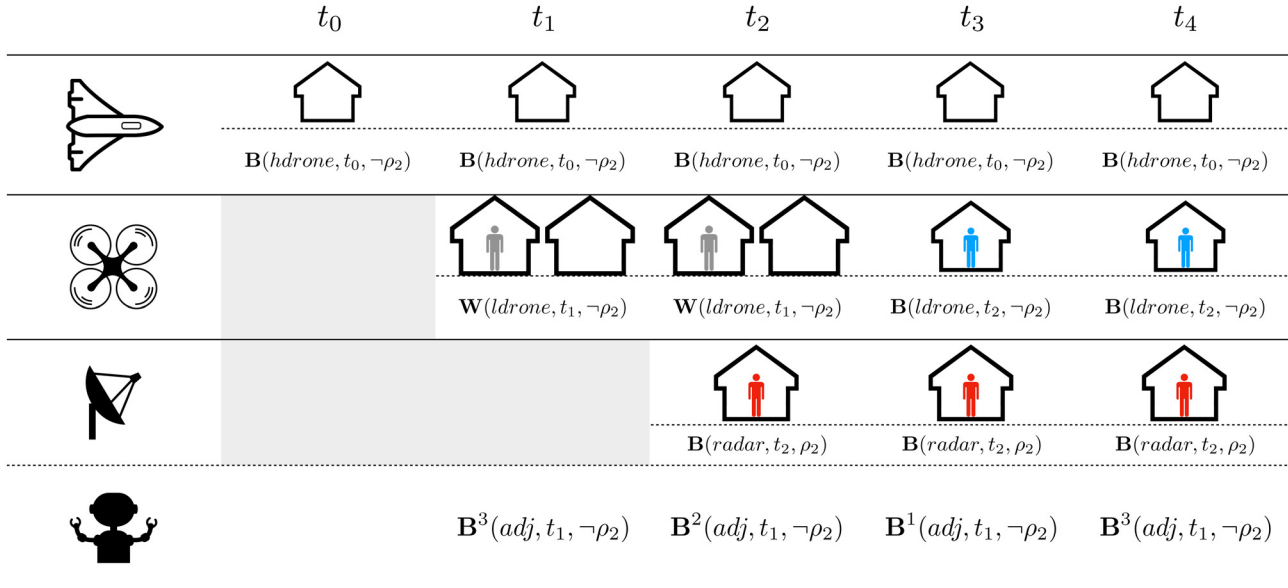 t₀ t₁ t₂ t₃ t₄
B(hdrone, t₀, ¬ρ₂) B(hdrone, t₀, ¬ρ₂) B(hdrone, t₀, ¬ρ₂) B(hdrone, t₀, ¬ρ₂) B(hdrone, t₀, ¬ρ₂)
W(ldrone, t₁, ¬ρ₂) W(ldrone, t₁, ¬ρ₂) B(ldrone, t₂, ¬ρ₂) B(ldrone, t₂, ¬ρ₂)
B(radar, t₂, ρ₂) B(radar, t₂, ρ₂) B(radar, t₂, ρ₂)
B³(adj, t₁, ¬ρ₂) B²(adj, t₁, ¬ρ₂) B¹(adj, t₁, ¬ρ₂) B³(adj, t₁, ¬ρ₂)